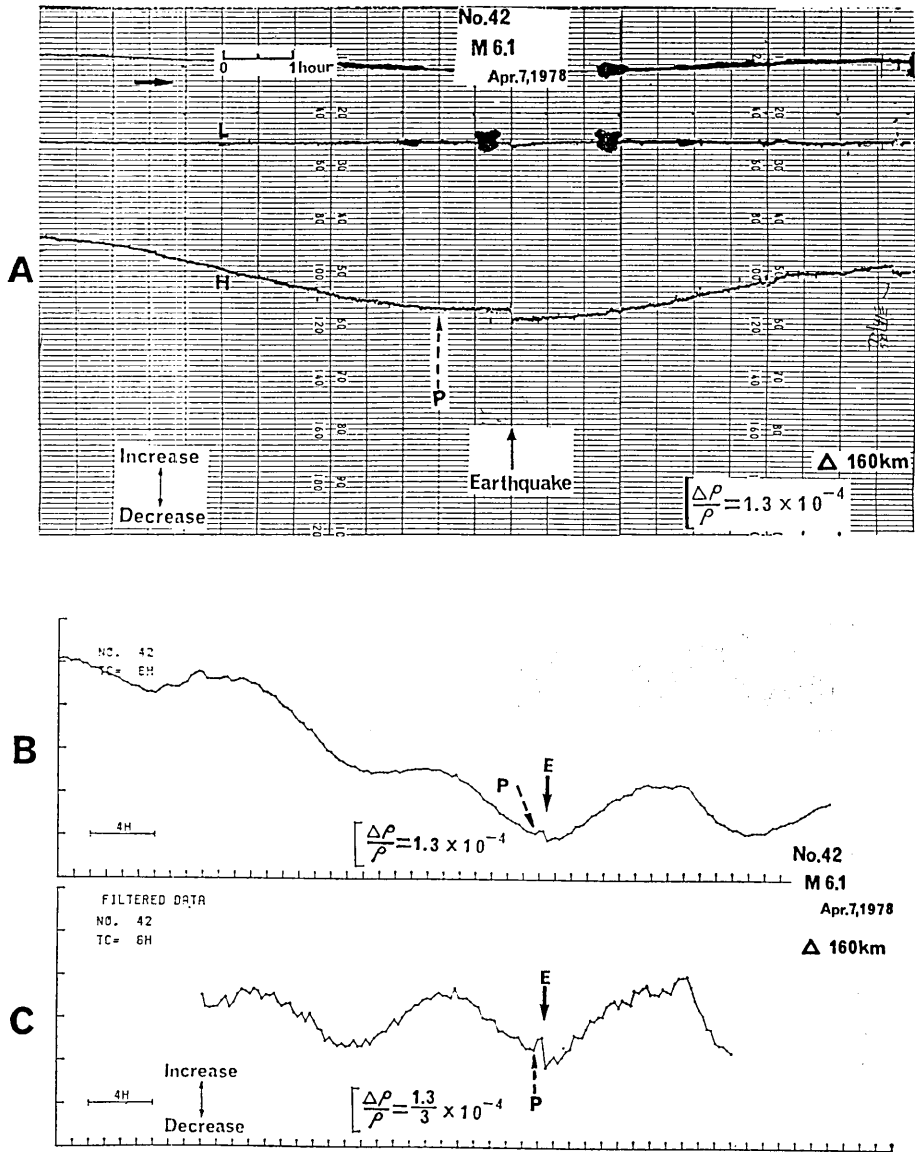 No.42
M 6.1
Apr.7,1978
0 1hour
L
A
H
P
Increase
Decrease
Earthquake
Δ 160km
Δρ/ρ = 1.3 × 10⁻⁴
NO. 42
B
P E
4H
Δρ/ρ = 1.3 × 10⁻⁴
No.42
M 6.1
Apr.7,1978
Δ 160km
FILTERED DATA
NO. 42
TC= 6H
C
E
P
Increase
Decrease
4H
Δρ/ρ = 1.3/3 × 10⁻⁴